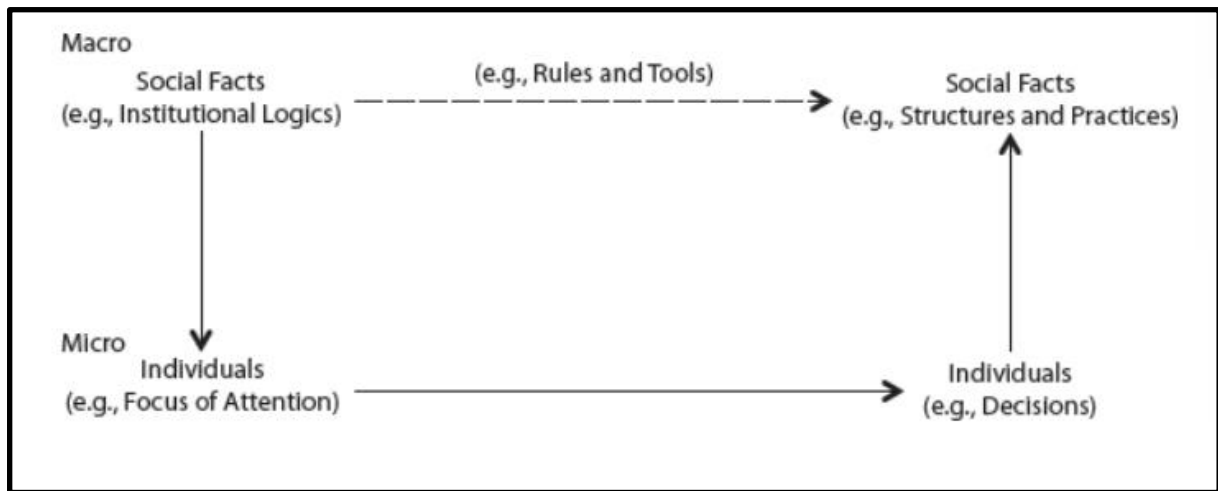 Macro
Social Facts
(e.g., Institutional Logics)
(e.g., Rules and Tools)
Social Facts
(e.g., Structures and Practices)
Micro
Individuals
(e.g., Focus of Attention)
Individuals
(e.g., Decisions)